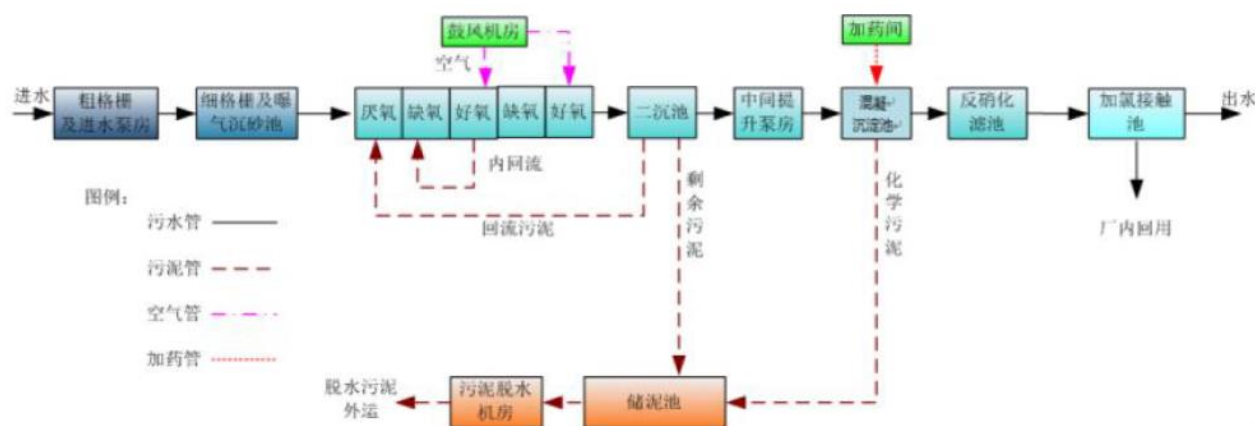 鼓风机房
加药间
空气
进水
粗格栅
及进水泵房
细格栅及曝
气沉砂池
厌氧
缺氧
好氧
缺氧
好氧
二沉池
中间提
升泵房
混凝
沉淀池
反硝化
滤池
加氯接触
池
出水
内回流
回流污泥
剩余污泥
化学污泥
厂内回用
图例：
污水管
污泥管
空气管
加药管
脱水污泥
外运
污泥脱水
机房
储泥池